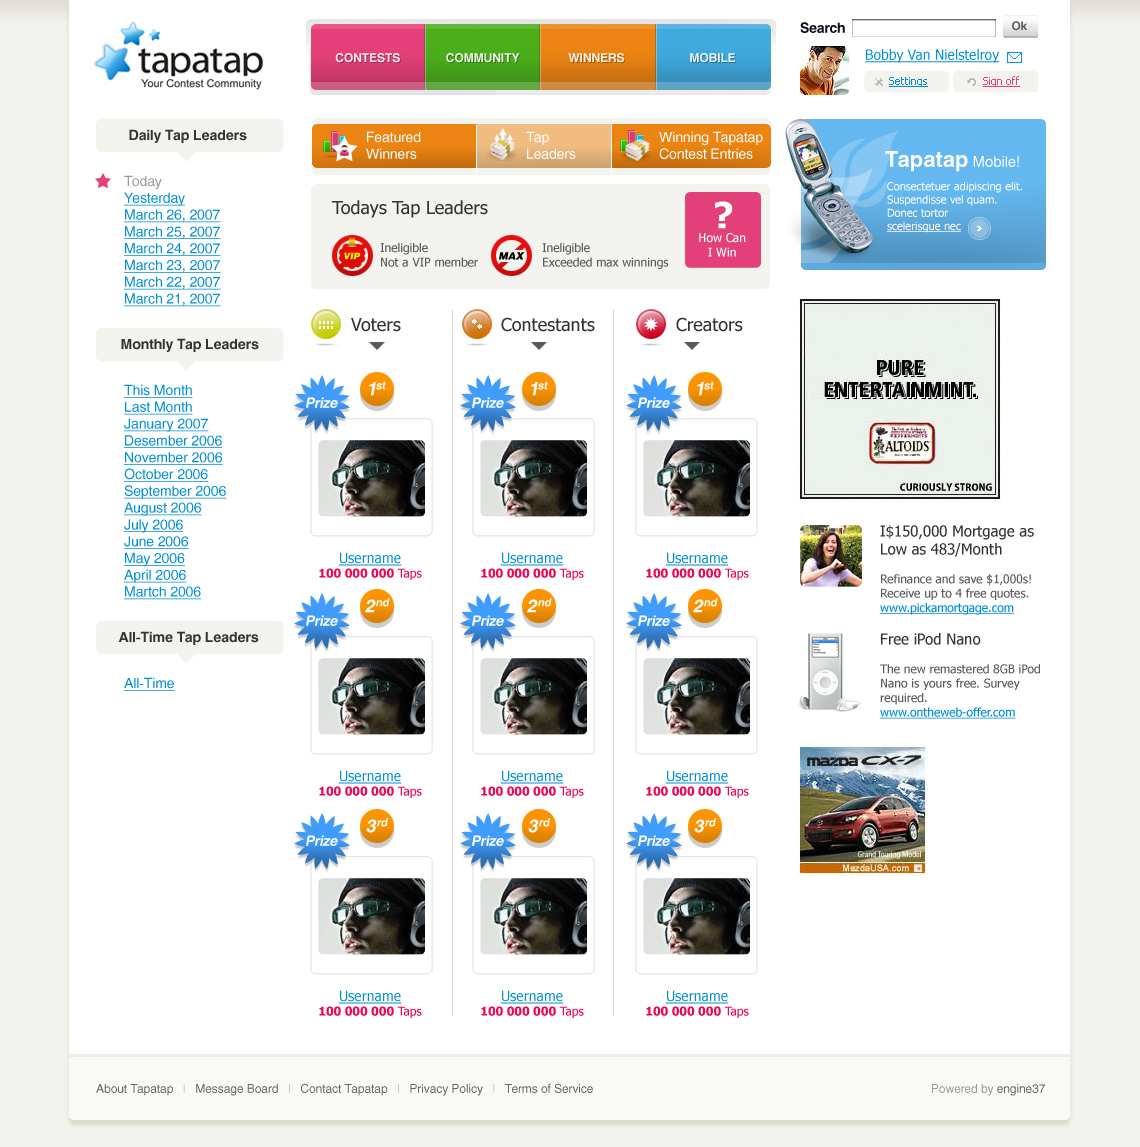 tapatap
Your Contest Community
CONTESTS
COMMUNITY
WINNERS
MOBILE
Search
Ok
Bobby Van Nielstelroy
Settings
Sign off
Daily Tap Leaders
Today
Yesterday
March 26, 2007
March 25, 2007
March 24, 2007
March 23, 2007
March 22, 2007
March 21, 2007
Monthly Tap Leaders
This Month
Last Month
January 2007
Desember 2006
November 2006
October 2006
September 2006
August 2006
July 2006
June 2006
May 2006
April 2006
Martch 2006
All-Time Tap Leaders
All-Time
Featured
Winners
Tap
Leaders
Winning Tapatap
Contest Entries
Todays Tap Leaders
VIP
Ineligible
Not a VIP member
MAX
Ineligible
Exceeded max winnings
?
How Can
I Win
Voters
Contestants
Creators
Prize
1st
Prize
1st
Prize
1st
Username
100 000 000 Taps
Username
100 000 000 Taps
Username
100 000 000 Taps
Prize
2nd
Prize
2nd
Prize
2nd
Username
100 000 000 Taps
Username
100 000 000 Taps
Username
100 000 000 Taps
Prize
3rd
Prize
3rd
Prize
3rd
Username
100 000 000 Taps
Username
100 000 000 Taps
Username
100 000 000 Taps
Tapatap Mobile!
Consectetuer adipiscing elit.
Suspendisse vel quam.
Donec tortor
scelerisque nec
PURE
ENTERTAINMINT.
ALTOIDS
CURIOUSLY STRONG
I$150,000 Mortgage as
Low as 483/Month
Refinance and save $1,000s!
Receive up to 4 free quotes.
www.pickamortgage.com
Free iPod Nano
The new remastered 8GB iPod
Nano is yours free. Survey
required.
www.ontheweb-offer.com
mazda CX-7
Grand Touring Model
MazdaUSA.com
About Tapatap
Message Board
Contact Tapatap
Privacy Policy
Terms of Service
Powered by engine37